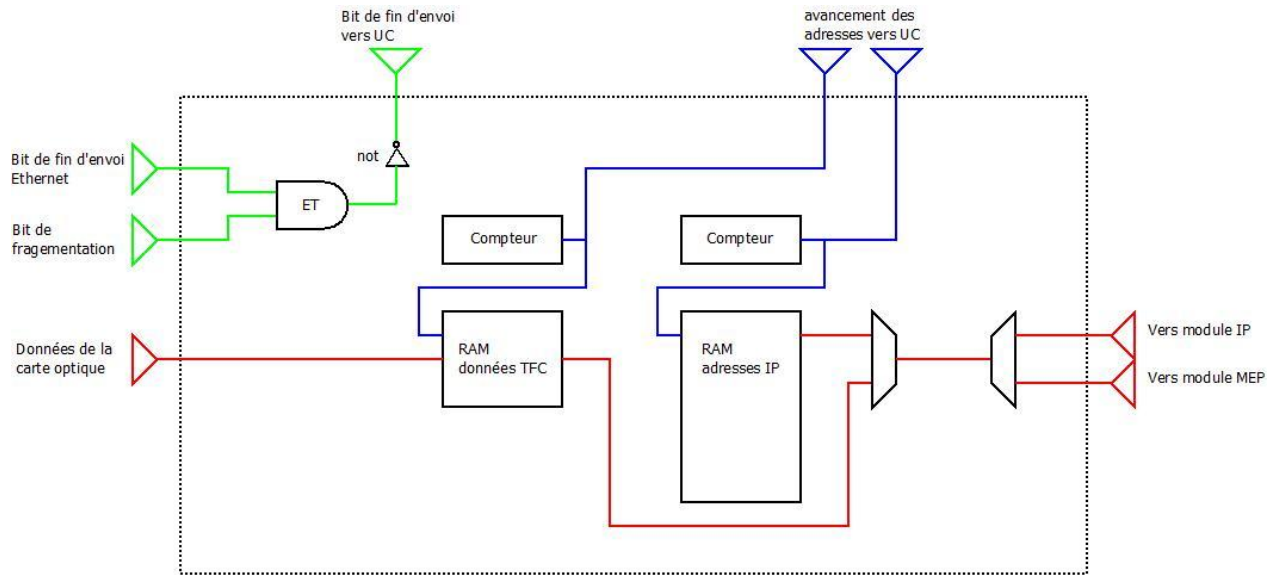 Bit de fin d'envoi
vers UC
avancement des
adresses vers UC
Bit de fin d'envoi
Ethernet
not
ET
Bit de
fragementation
Compteur
Compteur
Données de la
carte optique
RAM
données TFC
RAM
adresses IP
Vers module IP
Vers module MEP